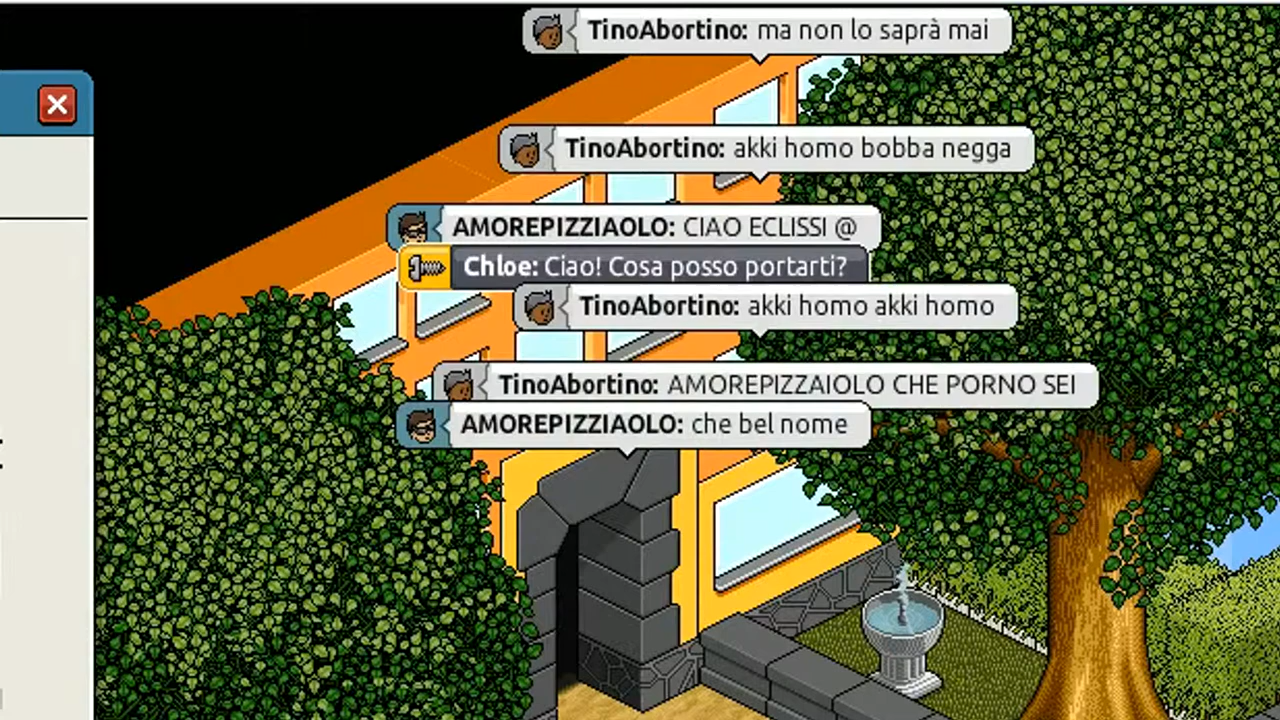 TinoAbortino: ma non lo saprà mai
TinoAbortino: akki homo bobba negga
AMOREPIZZIAOLO: CIAO ECLISSI @
Chloe: Ciao! Cosa posso portarti?
TinoAbortino: akki homo akki homo
TinoAbortino: AMOREPIZZAIOLO CHE PORNO SEI
AMOREPIZZIAOLO: che bel nome